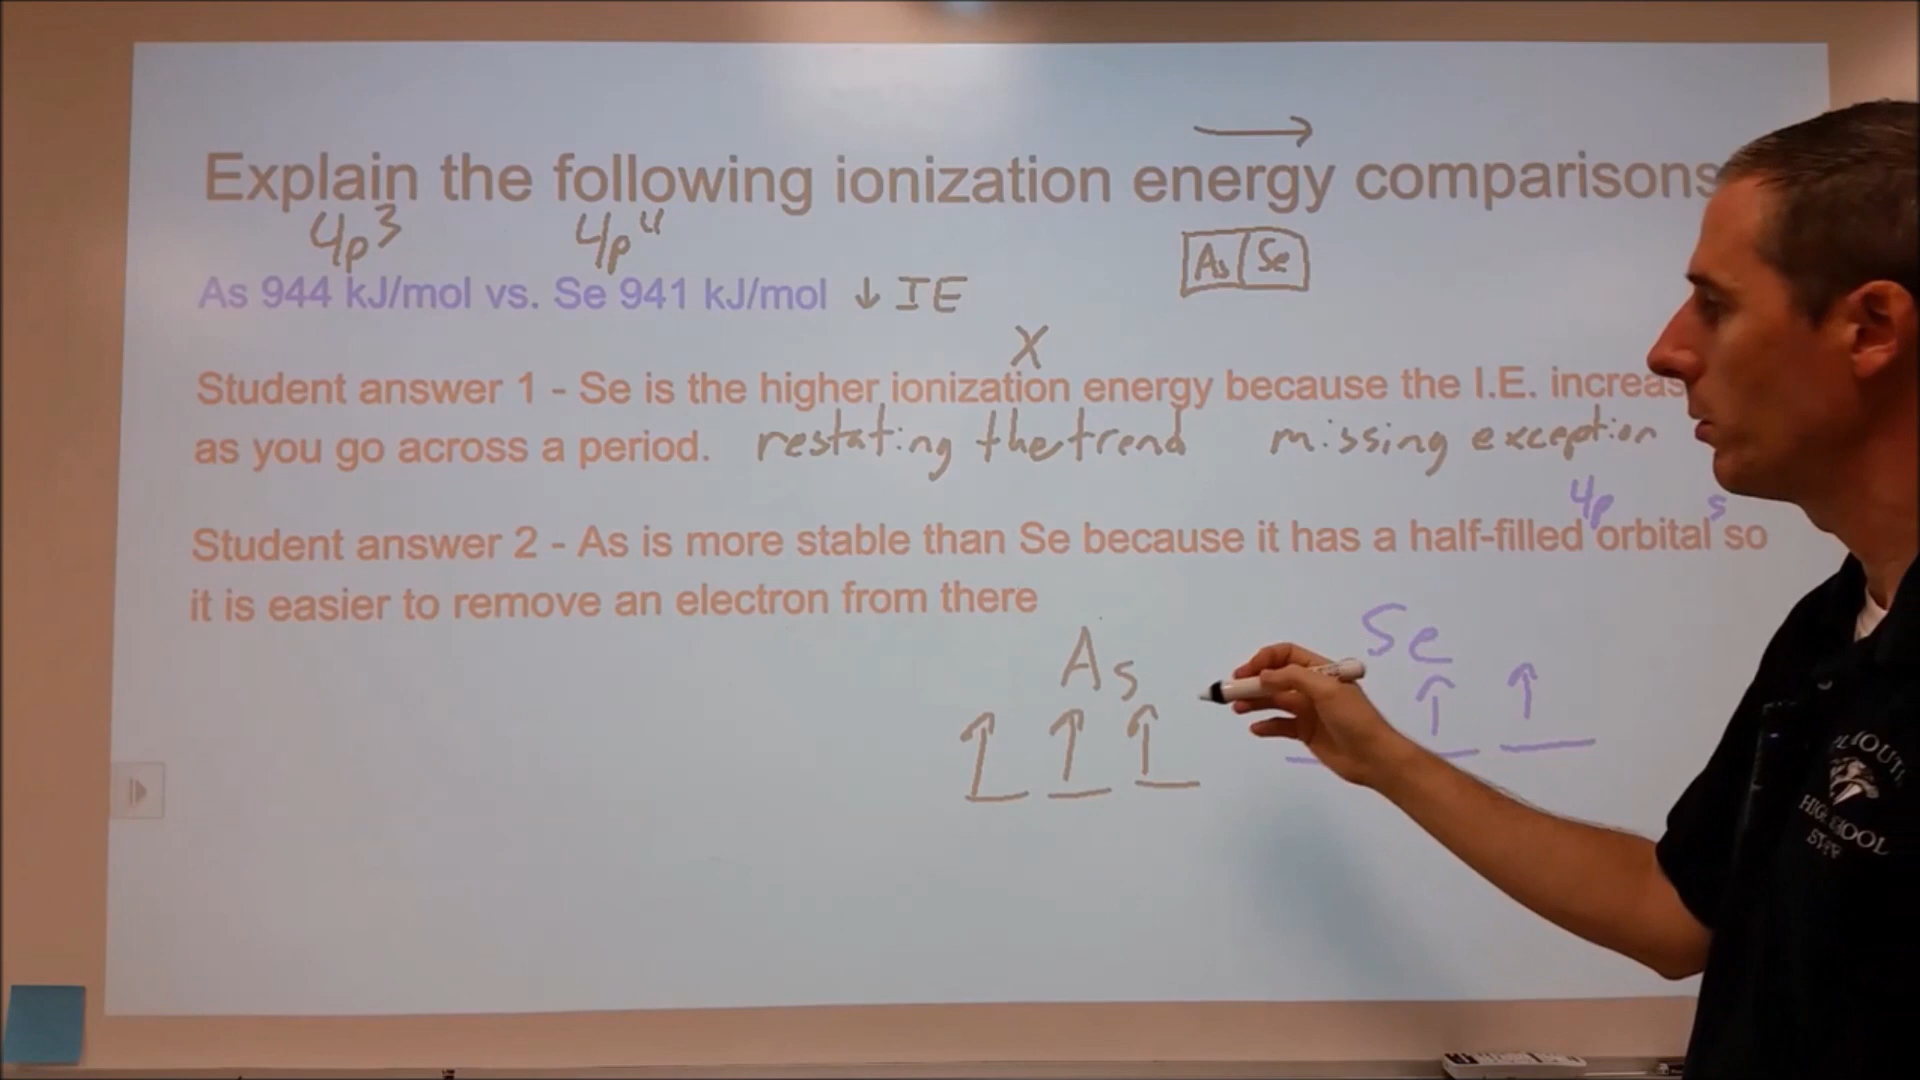 Explain the following ionization energy comparisons
4p3 4p4
As Se
As 944 kJ/mol vs. Se 941 kJ/mol ↓ IE
X
Student answer 1 - Se is the higher ionization energy because the I.E.
as you go across a period. restating the trend missing exception
4p s
Student answer 2 - As is more stable than Se because it has a half-filled orbital so
it is easier to remove an electron from there
As Se
HIGH SCHOOL